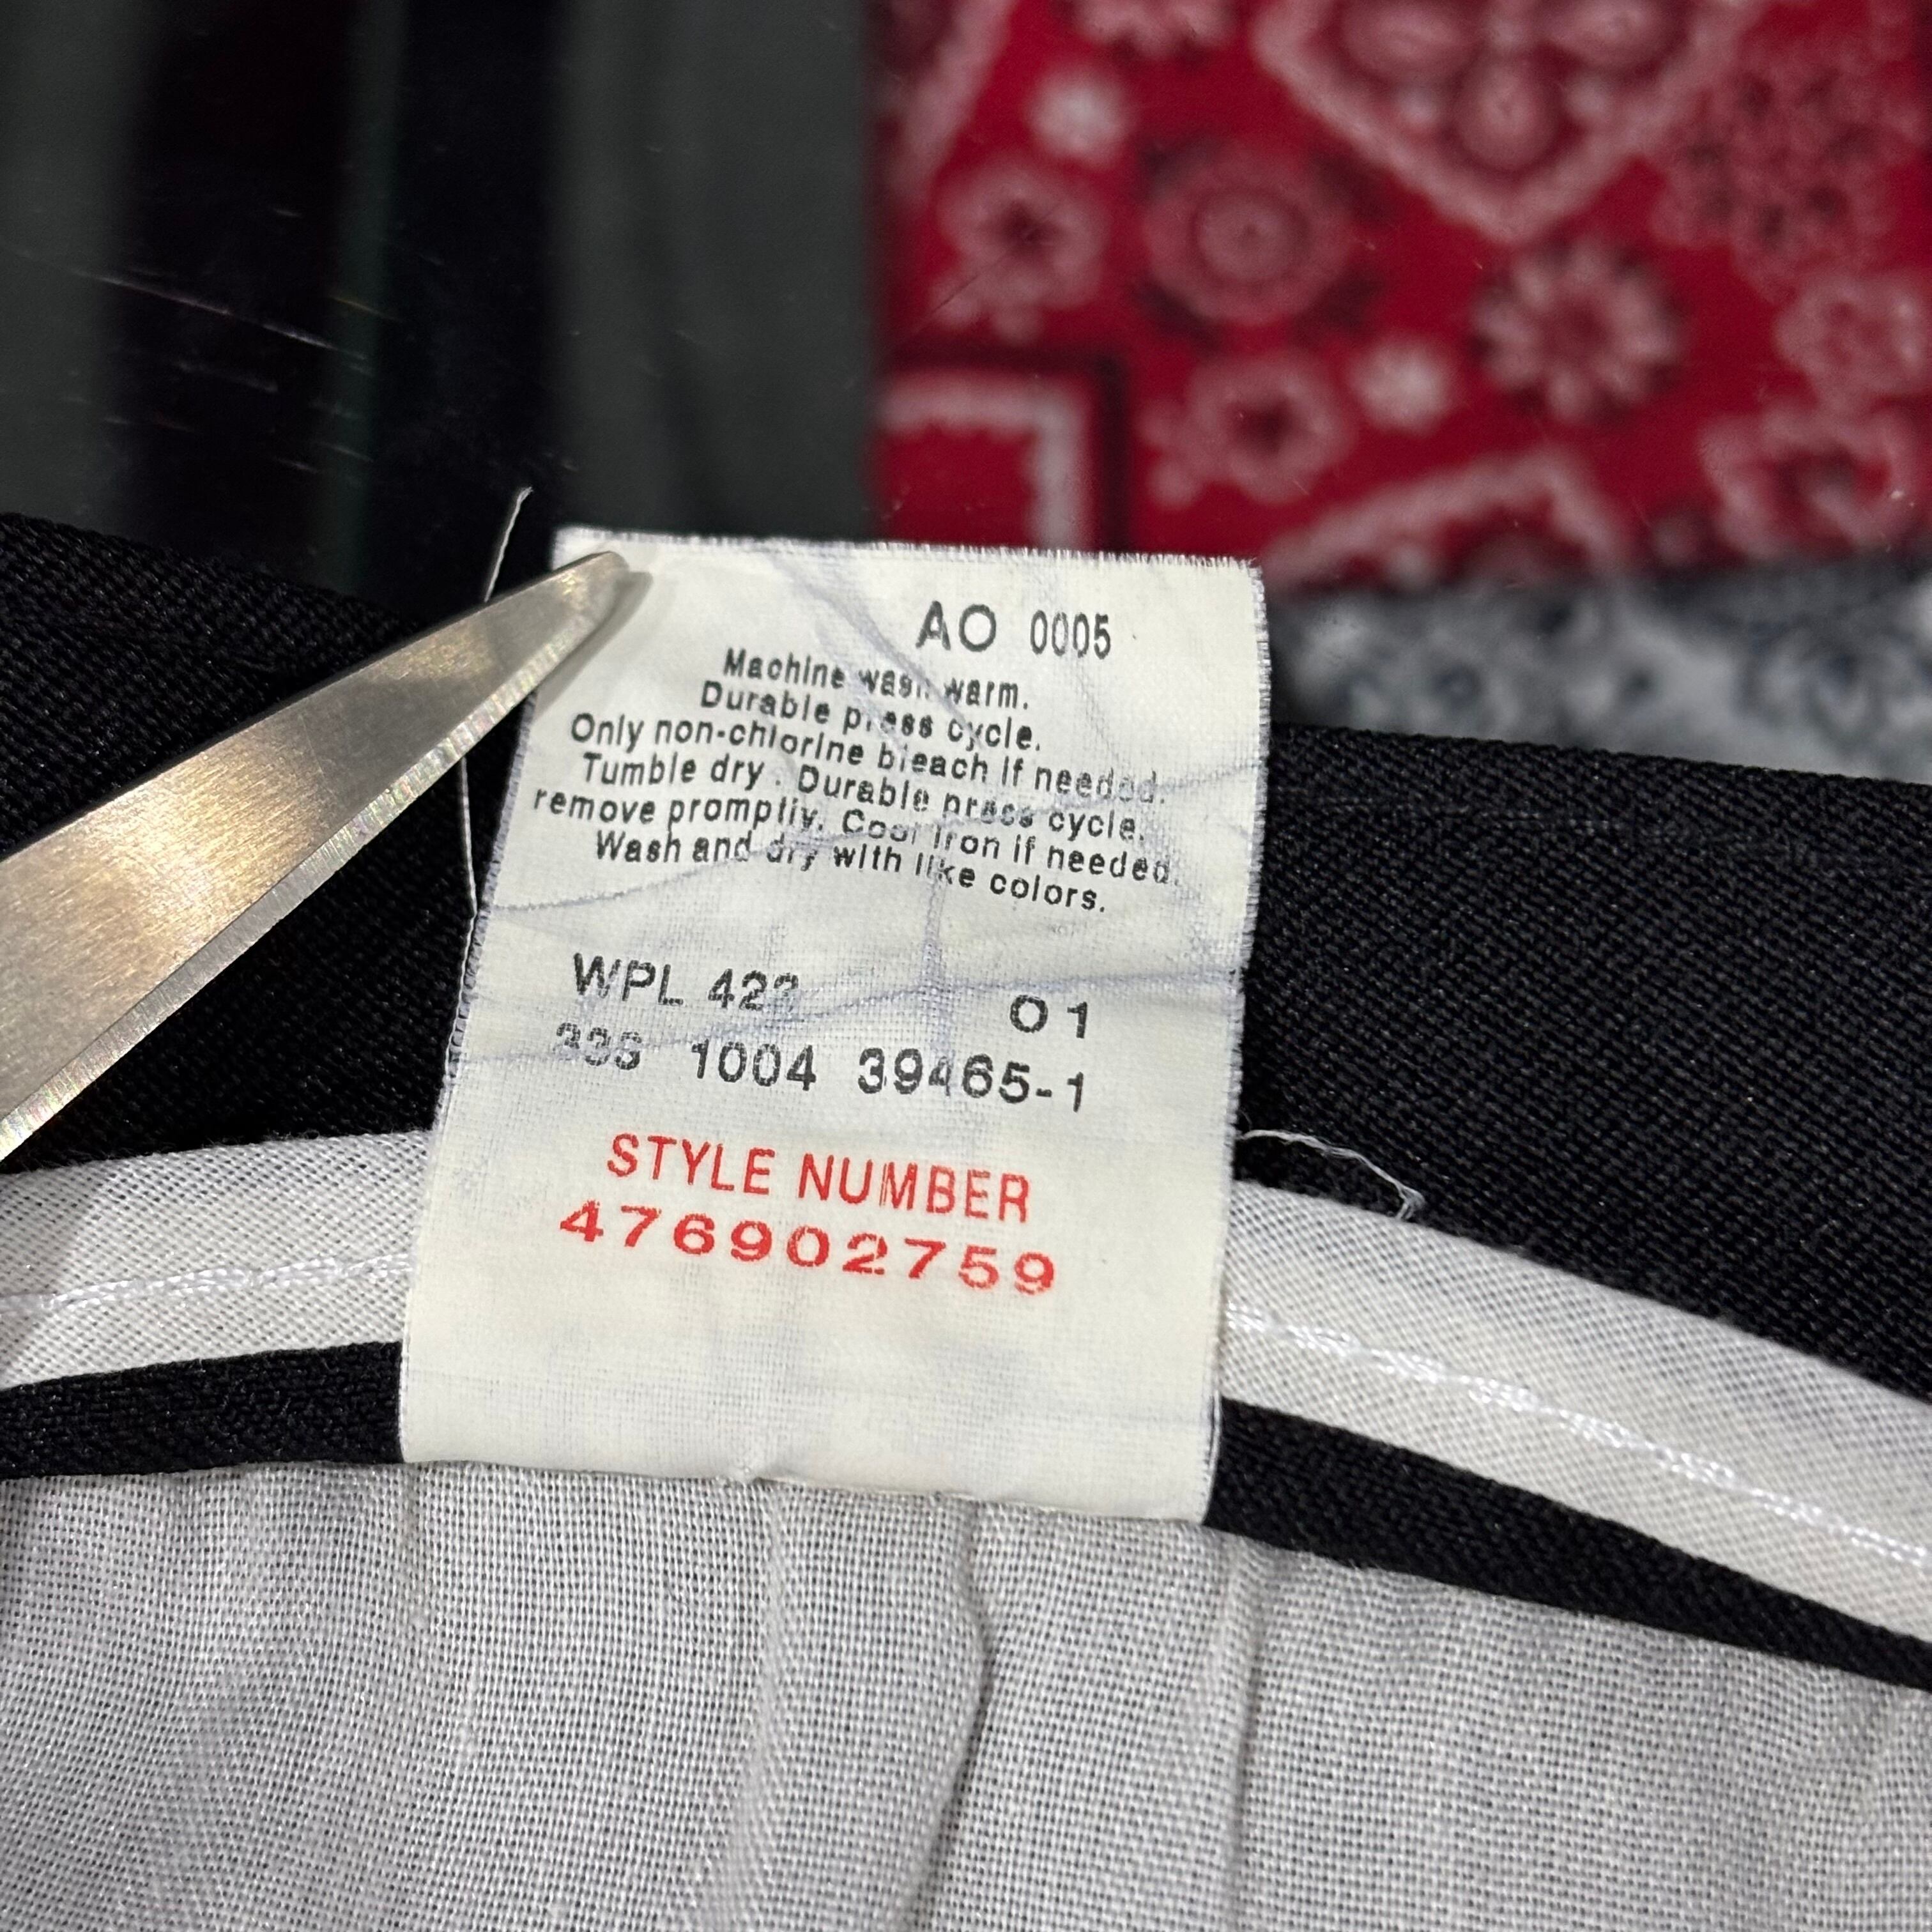 AO 0005
Machine wash warm.
Durable press cycle.
Only non-chlorine bleach if needed.
Tumble dry. Durable press cycle.
remove promptly. Cool iron if needed.
Wash and dry with like colors.
WPL 423 01
1004 39465-1
STYLE NUMBER
476902759